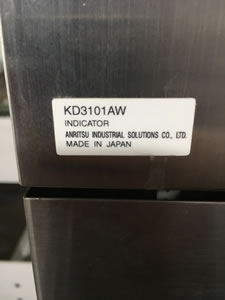 KD3101AW
INDICATOR
ANRITSU INDUSTRIAL SOLUTIONS CO., LTD.
MADE IN JAPAN